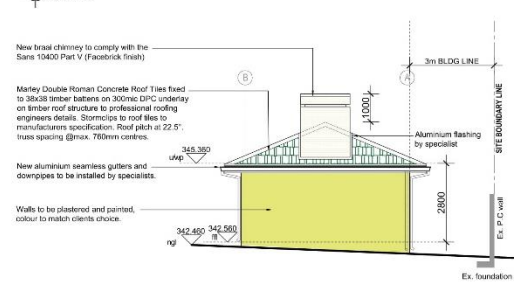 New braai chimney to comply with the
Sans 10400 Part V (Facebrick finish)
3m BLDG LINE
B
A
Marley Double Roman Concrete Roof Tiles fixed
to 38x38 timber battens on 300mic DPC underlay
on timber roof structure to professional roofing
engineers details. Stormclips to roof tiles to
manufacturers specification. Roof pitch at 22.5°.
truss spacing @max. 760mm centres.
1000
Aluminium flashing
by specialist
SITE BOUNDARY LINE
345.360
u/wp
New aluminium seamless gutters and
downpipes to be installed by specialists.
2800
Walls to be plastered and painted,
colour to match clients choice.
Ex. P.C wall
342.460
342.560
ngl
ffl
Ex. foundation